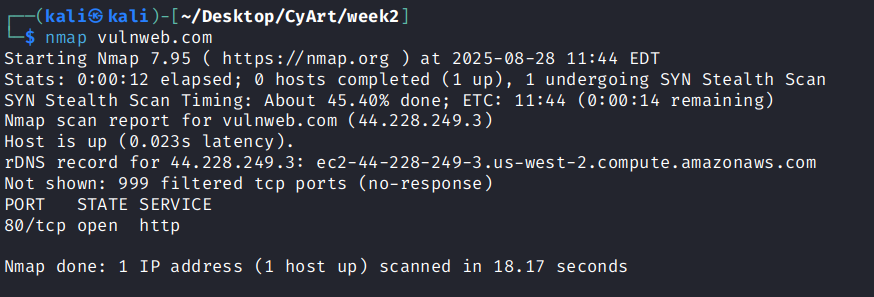 ┌──(kali㉿kali)-[~/Desktop/CyArt/week2]
└─$ nmap vulnweb.com
Starting Nmap 7.95 ( https://nmap.org ) at 2025-08-28 11:44 EDT
Stats: 0:00:12 elapsed; 0 hosts completed (1 up), 1 undergoing SYN Stealth Scan
SYN Stealth Scan Timing: About 45.40% done; ETC: 11:44 (0:00:14 remaining)
Nmap scan report for vulnweb.com (44.228.249.3)
Host is up (0.023s latency).
rDNS record for 44.228.249.3: ec2-44-228-249-3.us-west-2.compute.amazonaws.com
Not shown: 999 filtered tcp ports (no-response)
PORT   STATE SERVICE
80/tcp open  http
Nmap done: 1 IP address (1 host up) scanned in 18.17 seconds